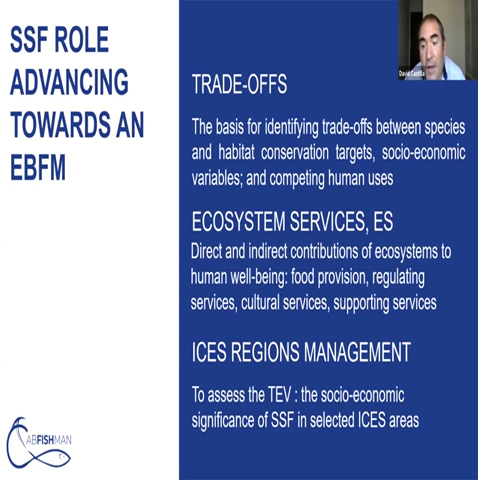 SSF ROLE
ADVANCING
TOWARDS AN
EBFM
David Castilla
TRADE-OFFS
The basis for identifying trade-offs between species
and habitat conservation targets, socio-economic
variables; and competing human uses
ECOSYSTEM SERVICES, ES
Direct and indirect contributions of ecosystems to
human well-being: food provision, regulating
services, cultural services, supporting services
ICES REGIONS MANAGEMENT
To assess the TEV : the socio-economic
significance of SSF in selected ICES areas
CABFISHMAN